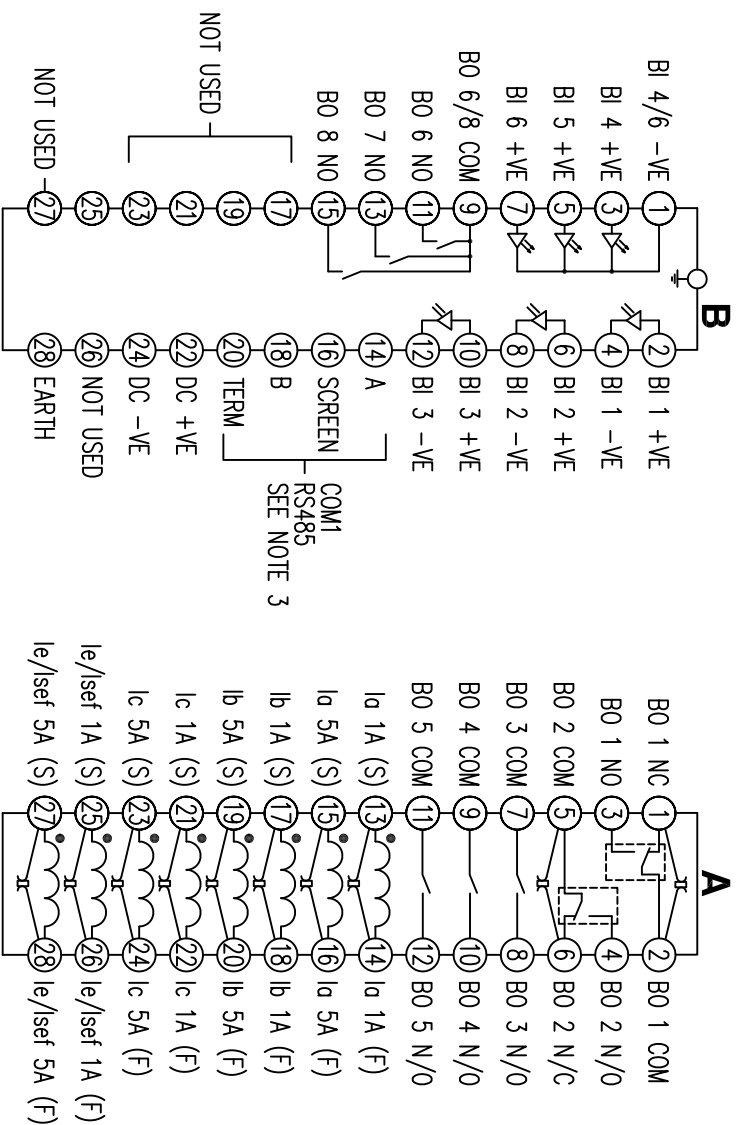 B
BI 4/6 -VE 1 2 BI 1 +VE
BI 4 +VE 3 4 BI 1 -VE
BI 5 +VE 5 6 BI 2 +VE
BI 6 +VE 7 8 BI 2 -VE
BO 6/8 COM 9 10 BI 3 +VE
BO 6 NO 11 12 BI 3 -VE
BO 7 NO 13 14 A
BO 8 NO 15 16 SCREEN
17 18 B
19 20 TERM
COM1
RS485
SEE NOTE 3
NOT USED
21 22 DC +VE
23 24 DC -VE
25 26 NOT USED
NOT USED 27 28 EARTH
A
BO 1 NC 1 2 BO 1 COM
BO 1 NO 3 4 BO 2 N/O
BO 2 COM 5 6 BO 2 N/C
BO 3 COM 7 8 BO 3 N/O
BO 4 COM 9 10 BO 4 N/O
BO 5 COM 11 12 BO 5 N/O
Ia 1A (S) 13 14 Ia 1A (F)
Ia 5A (S) 15 16 Ia 5A (F)
Ib 1A (S) 17 18 Ib 1A (F)
Ib 5A (S) 19 20 Ib 5A (F)
Ic 1A (S) 21 22 Ic 1A (F)
Ic 5A (S) 23 24 Ic 5A (F)
Ie/Isef 1A (S) 25 26 Ie/Isef 1A (F)
Ie/Isef 5A (S) 27 28 Ie/Isef 5A (F)